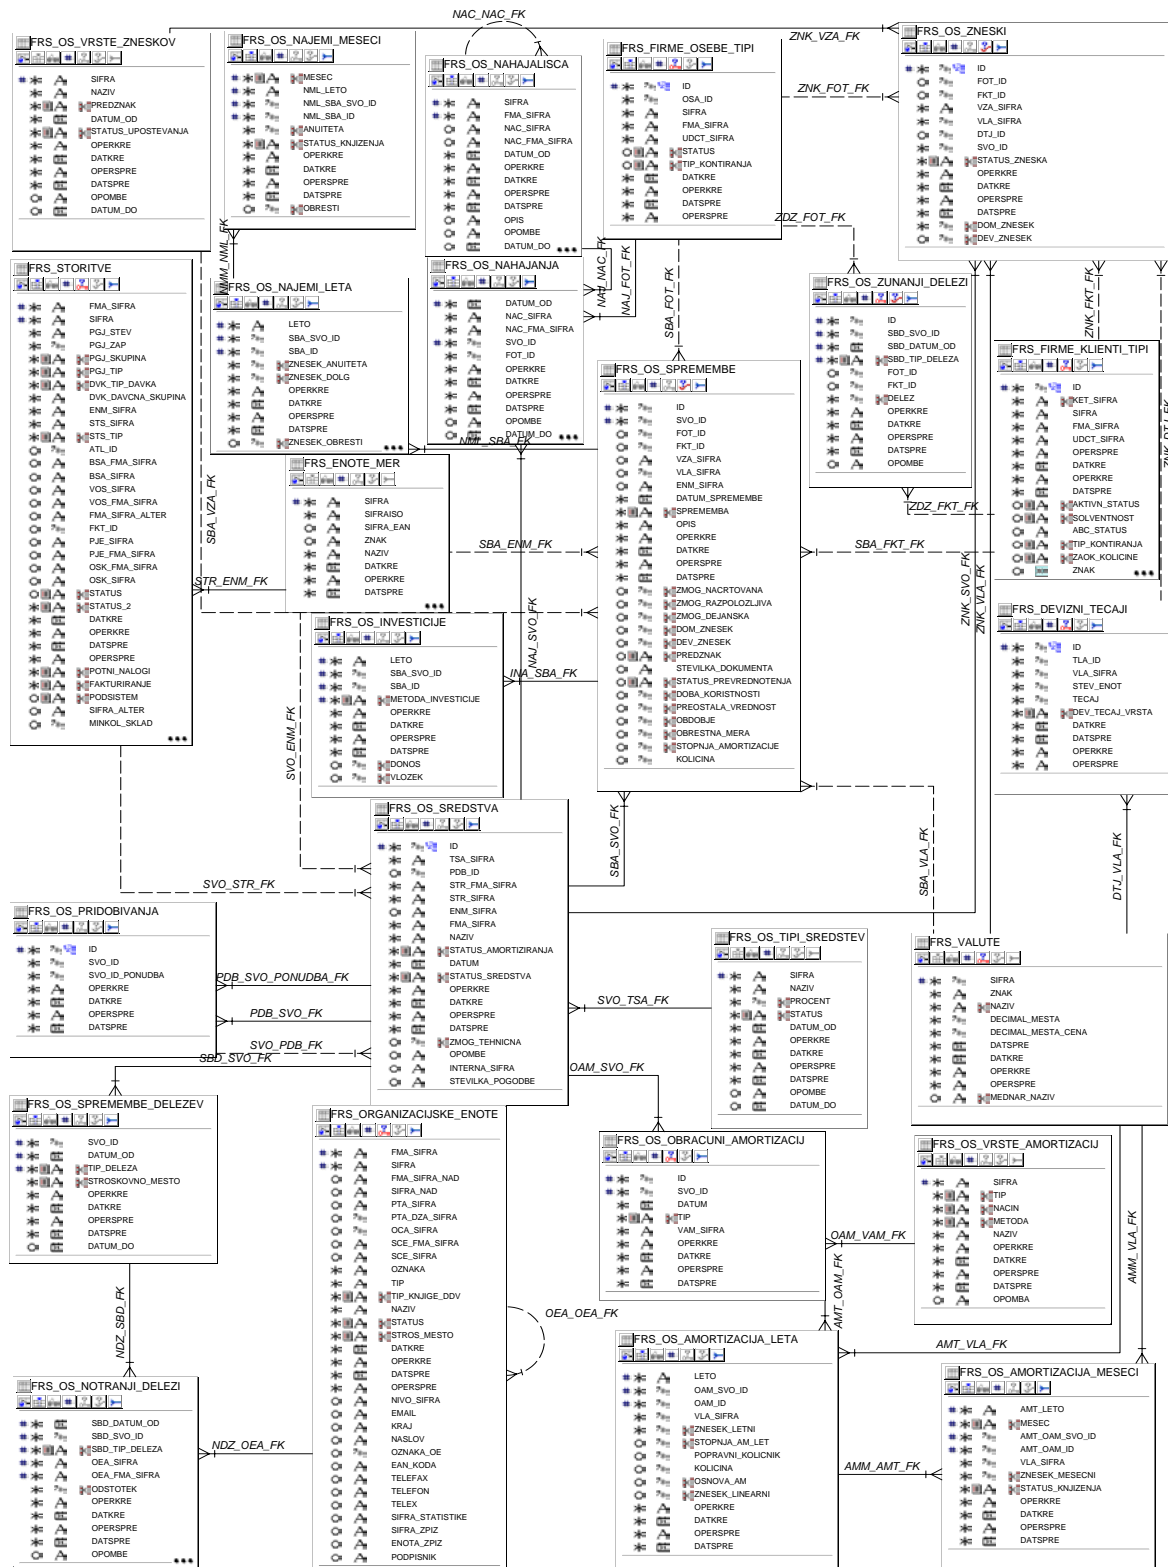 NAC_NAC_FK
ZNK_VZA_FK
FRS_OS_VRSTE_ZNESKOV
SIFRA
NAZIV
PREDZNAK
DATUM_OD
STATUS_UPOSTEVANJA
OPERKRE
DATKRE
OPERSPRE
DATSPRE
OPOMBE
DATUM_DO
FRS_OS_NAJEMI_MESECI
MESEC
NML_LETO
NML_SBA_SVO_ID
NML_SBA_ID
ANUITETA
STATUS_KNJIZENJA
OPERKRE
DATKRE
OPERSPRE
DATSPRE
OBRESTI
FRS_OS_NAHAJALISCA
SIFRA
FMA_SIFRA
NAC_SIFRA
NAC_FMA_SIFRA
DATUM_OD
OPERKRE
DATKRE
OPERSPRE
DATSPRE
OPIS
OPOMBE
DATUM_DO
FRS_FIRME_OSEBE_TIPI
ID
OSA_ID
SIFRA
FMA_SIFRA
UDCT_SIFRA
STATUS
TIP_KONTIRANJA
DATKRE
OPERKRE
DATSPRE
OPERSPRE
ZNK_FOT_FK
ZDZ_FOT_FK
FRS_OS_ZNESKI
ID
FOT_ID
FKT_ID
VZA_SIFRA
VLA_SIFRA
DTJ_ID
SVO_ID
STATUS_ZNESKA
OPERKRE
DATKRE
OPERSPRE
DATSPRE
DOM_ZNESEK
DEV_ZNESEK
NMM_NML_FK
NAJ_NAC_FK
NAJ_FOT_FK
SBA_FOT_FK
ZNK_FKT_FK
ZNK_DTJ_FK
FRS_STORITVE
FMA_SIFRA
SIFRA
PGJ_STEV
PGJ_ZAP
PGJ_SKUPINA
PGJ_TIP
DVK_TIP_DAVKA
DVK_DAVCNA_SKUPINA
ENM_SIFRA
STS_SIFRA
STS_TIP
ATL_ID
BSA_FMA_SIFRA
BSA_SIFRA
VOS_SIFRA
VOS_FMA_SIFRA
FMA_SIFRA_ALTER
FKT_ID
PJE_SIFRA
PJE_FMA_SIFRA
OSK_FMA_SIFRA
OSK_SIFRA
STATUS
STATUS_2
DATKRE
OPERKRE
DATSPRE
OPERSPRE
POTNI_NALOGI
FAKTURIRANJE
PODSISTEM
SIFRA_ALTER
MINKOL_SKLAD
FRS_OS_NAJEMI_LETA
LETO
SBA_SVO_ID
SBA_ID
ZNESEK_ANUITETA
ZNESEK_DOLG
OPERKRE
DATKRE
OPERSPRE
DATSPRE
ZNESEK_OBRESTI
FRS_OS_NAHAJANJA
DATUM_OD
NAC_SIFRA
NAC_FMA_SIFRA
SVO_ID
FOT_ID
OPERKRE
DATKRE
OPERSPRE
DATSPRE
OPOMBE
DATUM_DO
NML_SBA_FK
FRS_OS_SPREMEMBE
ID
SVO_ID
FOT_ID
FKT_ID
VZA_SIFRA
VLA_SIFRA
ENM_SIFRA
DATUM_SPREMEMBE
SPREMEMBA
OPIS
OPERKRE
DATKRE
OPERSPRE
DATSPRE
ZMOG_NACRTOVANA
ZMOG_RAZPOLOZLJIVA
ZMOG_DEJANSKA
DOM_ZNESEK
DEV_ZNESEK
PREDZNAK
STEVILKA_DOKUMENTA
STATUS_PREVREDNOTENJA
DOBA_KORISTNOSTI
PREOSTALA_VREDNOST
OBDOBJE
OBRESTNA_MERA
STOPNJA_AMORTIZACIJE
KOLICINA
FRS_OS_ZUNANJI_DELEZI
ID
SBD_SVO_ID
SBD_DATUM_OD
SBD_TIP_DELEZA
FOT_ID
FKT_ID
DELEZ
OPERKRE
DATKRE
OPERSPRE
DATSPRE
OPOMBE
ZDZ_FKT_FK
FRS_FIRME_KLIENTI_TIPI
ID
KET_SIFRA
SIFRA
FMA_SIFRA
UDCT_SIFRA
OPERSPRE
DATKRE
OPERKRE
DATSPRE
AKTIVN_STATUS
SOLVENTNOST
ABC_STATUS
TIP_KONTIRANJA
ZAOK_KOLICINE
ZNAK
FRS_ENOTE_MER
SIFRA
SIFRAISO
SIFRA_EAN
ZNAK
NAZIV
DATKRE
OPERKRE
DATSPRE
SBA_VZA_FK
STR_ENM_FK
SBA_ENM_FK
SBA_FKT_FK
ZNK_SVO_FK
ZNK_VLA_FK
NAJ_SVO_FK
INA_SBA_FK
SVO_ENM_FK
FRS_OS_INVESTICIJE
LETO
SBA_SVO_ID
SBA_ID
METODA_INVESTICIJE
OPERKRE
DATKRE
OPERSPRE
DATSPRE
DONOS
VLOZEK
FRS_DEVIZNI_TECAJI
ID
TLA_ID
VLA_SIFRA
STEV_ENOT
TECAJ
DEV_TECAJ_VRSTA
DATKRE
DATSPRE
OPERKRE
OPERSPRE
SBA_SVO_FK
SBA_VLA_FK
DTJ_VLA_FK
SVO_STR_FK
FRS_OS_SREDSTVA
ID
TSA_SIFRA
PDB_ID
STR_FMA_SIFRA
STR_SIFRA
ENM_SIFRA
FMA_SIFRA
NAZIV
STATUS_AMORTIZIRANJA
DATUM
STATUS_SREDSTVA
OPERKRE
DATKRE
OPERSPRE
DATSPRE
ZMOG_TEHNICNA
OPOMBE
INTERNA_SIFRA
STEVILKA_POGODBE
FRS_OS_PRIDOBIVANJA
ID
SVO_ID
SVO_ID_PONUDBA
OPERKRE
DATKRE
OPERSPRE
DATSPRE
PDB_SVO_PONUDBA_FK
PDB_SVO_FK
SVO_PDB_FK
SBD_SVO_FK
SVO_TSA_FK
OAM_SVO_FK
FRS_OS_TIPI_SREDSTEV
SIFRA
NAZIV
PROCENT
STATUS
DATUM_OD
OPERKRE
DATKRE
OPERSPRE
DATSPRE
OPOMBE
DATUM_DO
FRS_VALUTE
SIFRA
ZNAK
NAZIV
DECIMAL_MESTA
DECIMAL_MESTA_CENA
DATSPRE
DATKRE
OPERKRE
OPERSPRE
MEDNAR_NAZIV
FRS_OS_SPREMEMBE_DELEZEV
SVO_ID
DATUM_OD
TIP_DELEZA
STROSKOVNO_MESTO
OPERKRE
DATKRE
OPERSPRE
DATSPRE
DATUM_DO
FRS_ORGANIZACIJSKE_ENOTE
FMA_SIFRA
SIFRA
FMA_SIFRA_NAD
SIFRA_NAD
PTA_SIFRA
PTA_DZA_SIFRA
OCA_SIFRA
SCE_FMA_SIFRA
SCE_SIFRA
OZNAKA
TIP
TIP_KNJIGE_DDV
NAZIV
STATUS
STROS_MESTO
DATKRE
OPERKRE
DATSPRE
OPERSPRE
NIVO_SIFRA
EMAIL
KRAJ
NASLOV
OZNAKA_OE
EAN_KODA
TELEFAX
TELEFON
TELEX
SIFRA_STATISTIKE
SIFRA_ZPIZ
ENOTA_ZPIZ
PODPISNIK
OEA_OEA_FK
FRS_OS_OBRACUNI_AMORTIZACIJ
ID
SVO_ID
DATUM
TIP
VAM_SIFRA
OPERKRE
DATKRE
OPERSPRE
DATSPRE
OAM_VAM_FK
FRS_OS_VRSTE_AMORTIZACIJ
SIFRA
TIP
NACIN
METODA
NAZIV
OPERKRE
DATKRE
OPERSPRE
DATSPRE
OPOMBA
AMM_VLA_FK
AMT_OAM_FK
AMT_VLA_FK
NDZ_SBD_FK
FRS_OS_NOTRANJI_DELEZI
SBD_DATUM_OD
SBD_SVO_ID
SBD_TIP_DELEZA
OEA_SIFRA
OEA_FMA_SIFRA
ODSTOTEK
OPERKRE
DATKRE
OPERSPRE
DATSPRE
OPOMBE
NDZ_OEA_FK
FRS_OS_AMORTIZACIJA_LETA
LETO
OAM_SVO_ID
OAM_ID
VLA_SIFRA
ZNESEK_LETNI
STOPNJA_AM_LET
POPRAVNI_KOLICNIK
KOLICINA
OSNOVA_AM
ZNESEK_LINEARNI
OPERKRE
DATKRE
OPERSPRE
DATSPRE
AMM_AMT_FK
FRS_OS_AMORTIZACIJA_MESECI
AMT_LETO
MESEC
AMT_OAM_SVO_ID
AMT_OAM_ID
VLA_SIFRA
ZNESEK_MESECNI
STATUS_KNJIZENJA
OPERKRE
DATKRE
OPERSPRE
DATSPRE